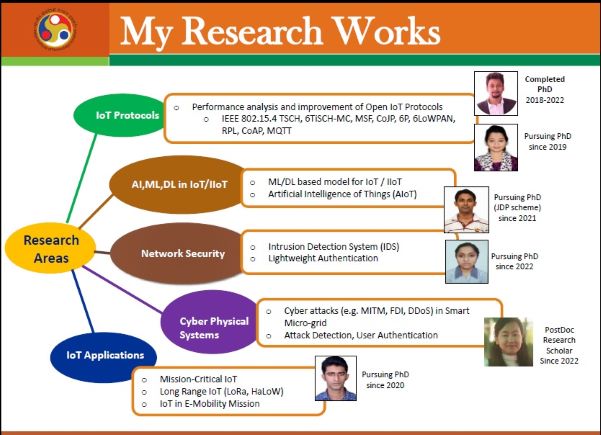 My Research Works
Completed
PhD
2018-2022
IoT Protocols
o Performance analysis and improvement of Open IoT Protocols
o IEEE 802.15.4 TSCH, 6TiSCH-MC, MSF, CoJP, 6P, 6LoWPAN,
RPL, CoAP, MQTT
Pursuing PhD
since 2019
AI,ML,DL in IoT/IIoT
o ML/DL based model for IoT / IIoT
o Artificial Intelligence of Things (AIoT)
Pursuing PhD
(JDP scheme)
since 2021
Research
Areas
Network Security
o Intrusion Detection System (IDS)
o Lightweight Authentication
Pursuing PhD
since 2022
Cyber Physical
Systems
o Cyber attacks (e.g. MITM, FDI, DDoS) in Smart
Micro-grid
o Attack Detection, User Authentication
PostDoc
Research
Scholar
Since 2022
IoT Applications
o Mission-Critical IoT
o Long Range IoT (LoRa, HaLoW)
o IoT in E-Mobility Mission
Pursuing PhD
since 2020